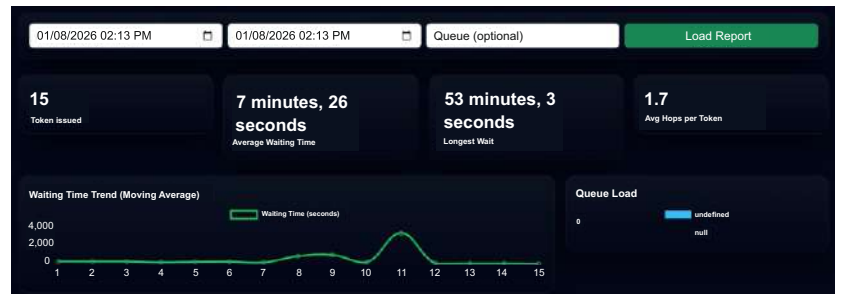 01/08/2026 02:13 PM 01/08/2026 02:13 PM Queue (optional) Load Report
15
Token issued
7 minutes, 26
seconds
Average Waiting Time
53 minutes, 3
seconds
Longest Wait
1.7
Avg Hops per Token
Waiting Time Trend (Moving Average)
Waiting Time (seconds)
4,000
2,000
0
1 2 3 4 5 6 7 8 9 10 11 12 13 14 15
Queue Load
0
undefined
null